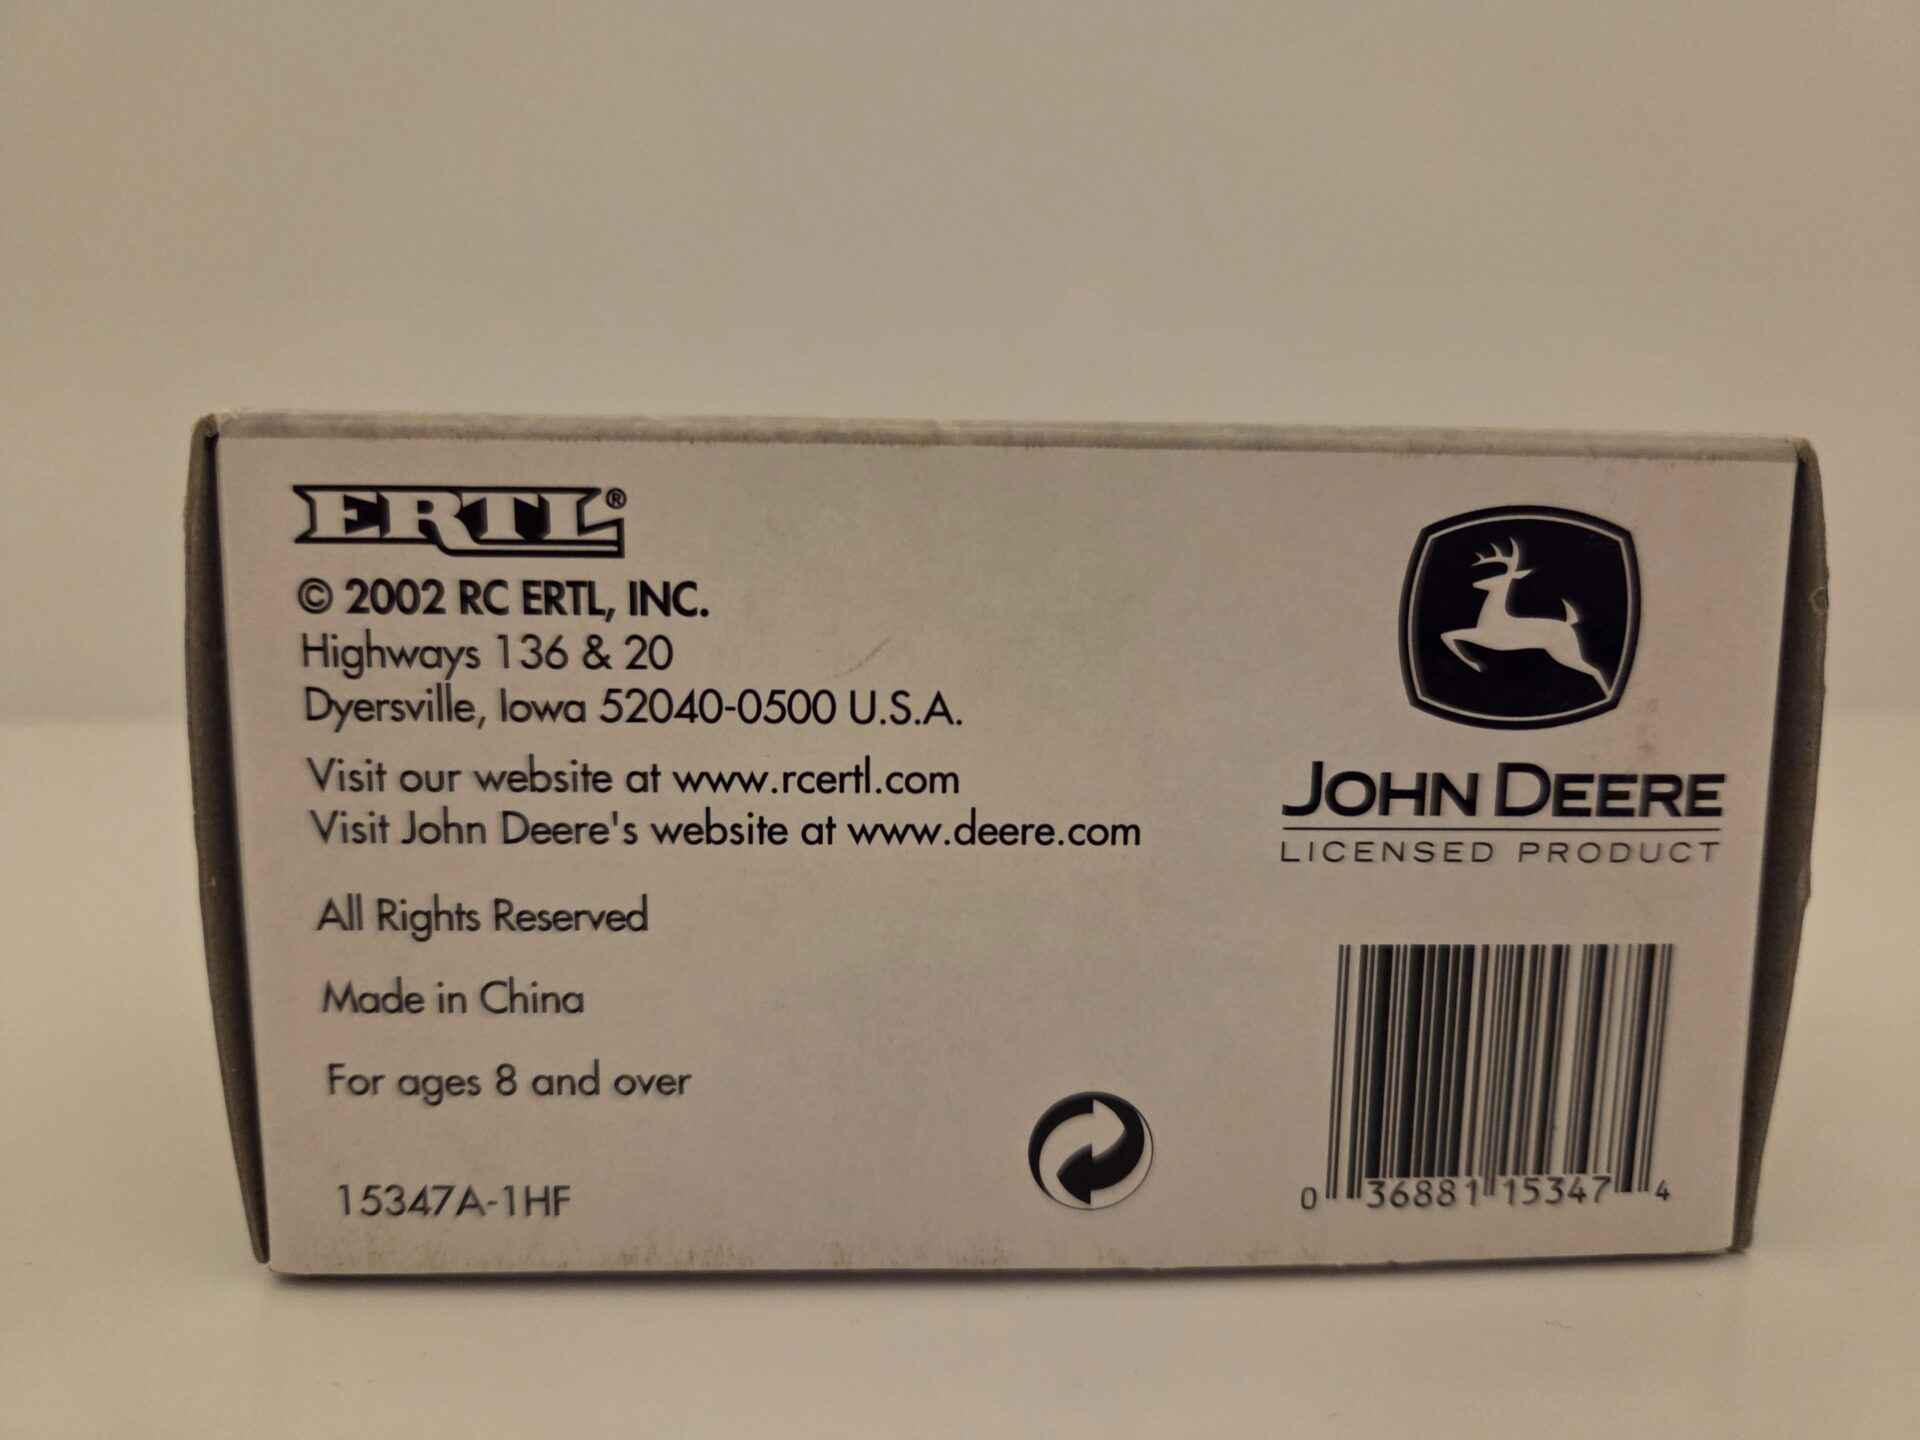 ERTL®
© 2002 RC ERTL, INC.
Highways 136 & 20
Dyersville, Iowa 52040-0500 U.S.A.
Visit our website at www.rcertl.com
Visit John Deere's website at www.deere.com
All Rights Reserved
Made in China
For ages 8 and over
15347A-1HF
JOHN DEERE
LICENSED PRODUCT
0 36881 15347 4